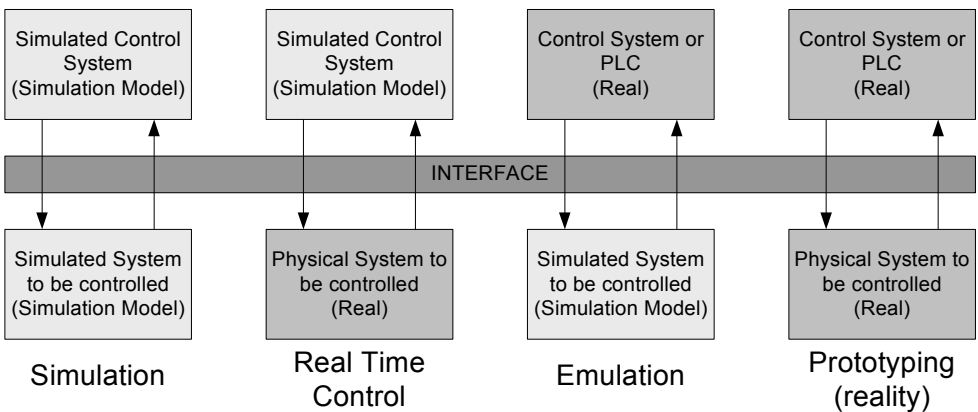 Simulated Control
System
(Simulation Model)
Simulated Control
System
(Simulation Model)
Control System or
PLC
(Real)
Control System or
PLC
(Real)
INTERFACE
Simulated System
to be controlled
(Simulation Model)
Physical System to
be controlled
(Real)
Simulated System
to be controlled
(Simulation Model)
Physical System to
be controlled
(Real)
Simulation
Real Time
Control
Emulation
Prototyping
(reality)